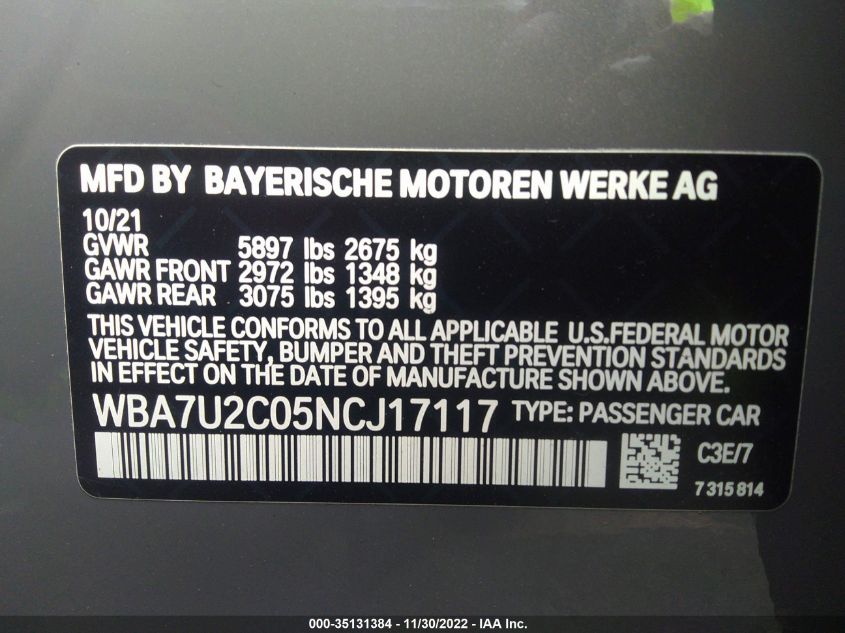 MFD BY BAYERISCHE MOTOREN WERKE AG
10/21
GVWR 5897 lbs 2675 kg
GAWR FRONT 2972 lbs 1348 kg
GAWR REAR 3075 lbs 1395 kg
THIS VEHICLE CONFORMS TO ALL APPLICABLE U.S.FEDERAL MOTOR
VEHICLE SAFETY, BUMPER AND THEFT PREVENTION STANDARDS
IN EFFECT ON THE DATE OF MANUFACTURE SHOWN ABOVE.
WBA7U2C05NCJ17117 TYPE: PASSENGER CAR
C3E/7
7 315 814
000-35131384 - 11/30/2022 - IAA Inc.